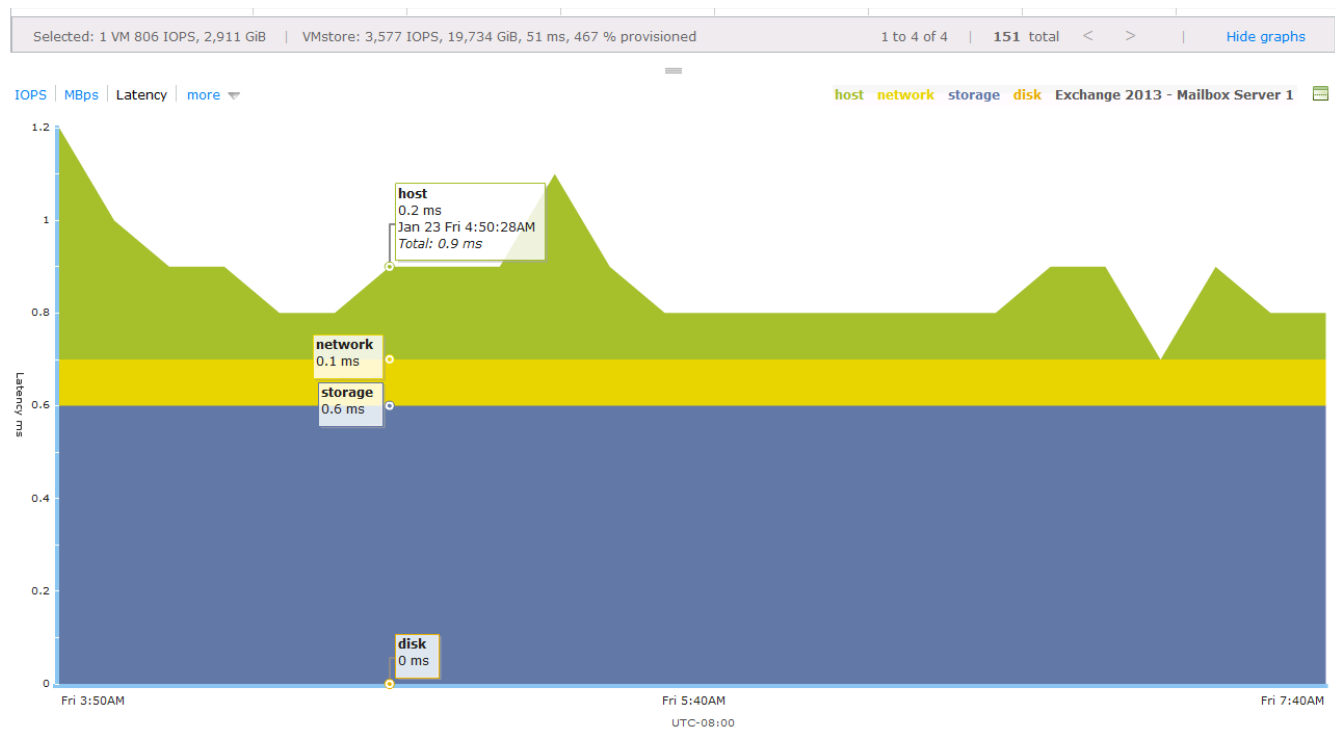 Selected: 1 VM 806 IOPS, 2,911 GiB | VMstore: 3,577 IOPS, 19,734 GiB, 51 ms, 467 % provisioned 1 to 4 of 4 | 151 total < > | Hide graphs
IOPS | MBps | Latency | more host network storage disk Exchange 2013 - Mailbox Server 1
1.2
host
0.2 ms
Jan 23 Fri 4:50:28AM
Total: 0.9 ms
1
0.8
network
0.1 ms
storage
0.6 ms
Latency ms
0.6
0.4
0.2
disk
0 ms
0
Fri 3:50AM Fri 5:40AM Fri 7:40AM
UTC-08:00